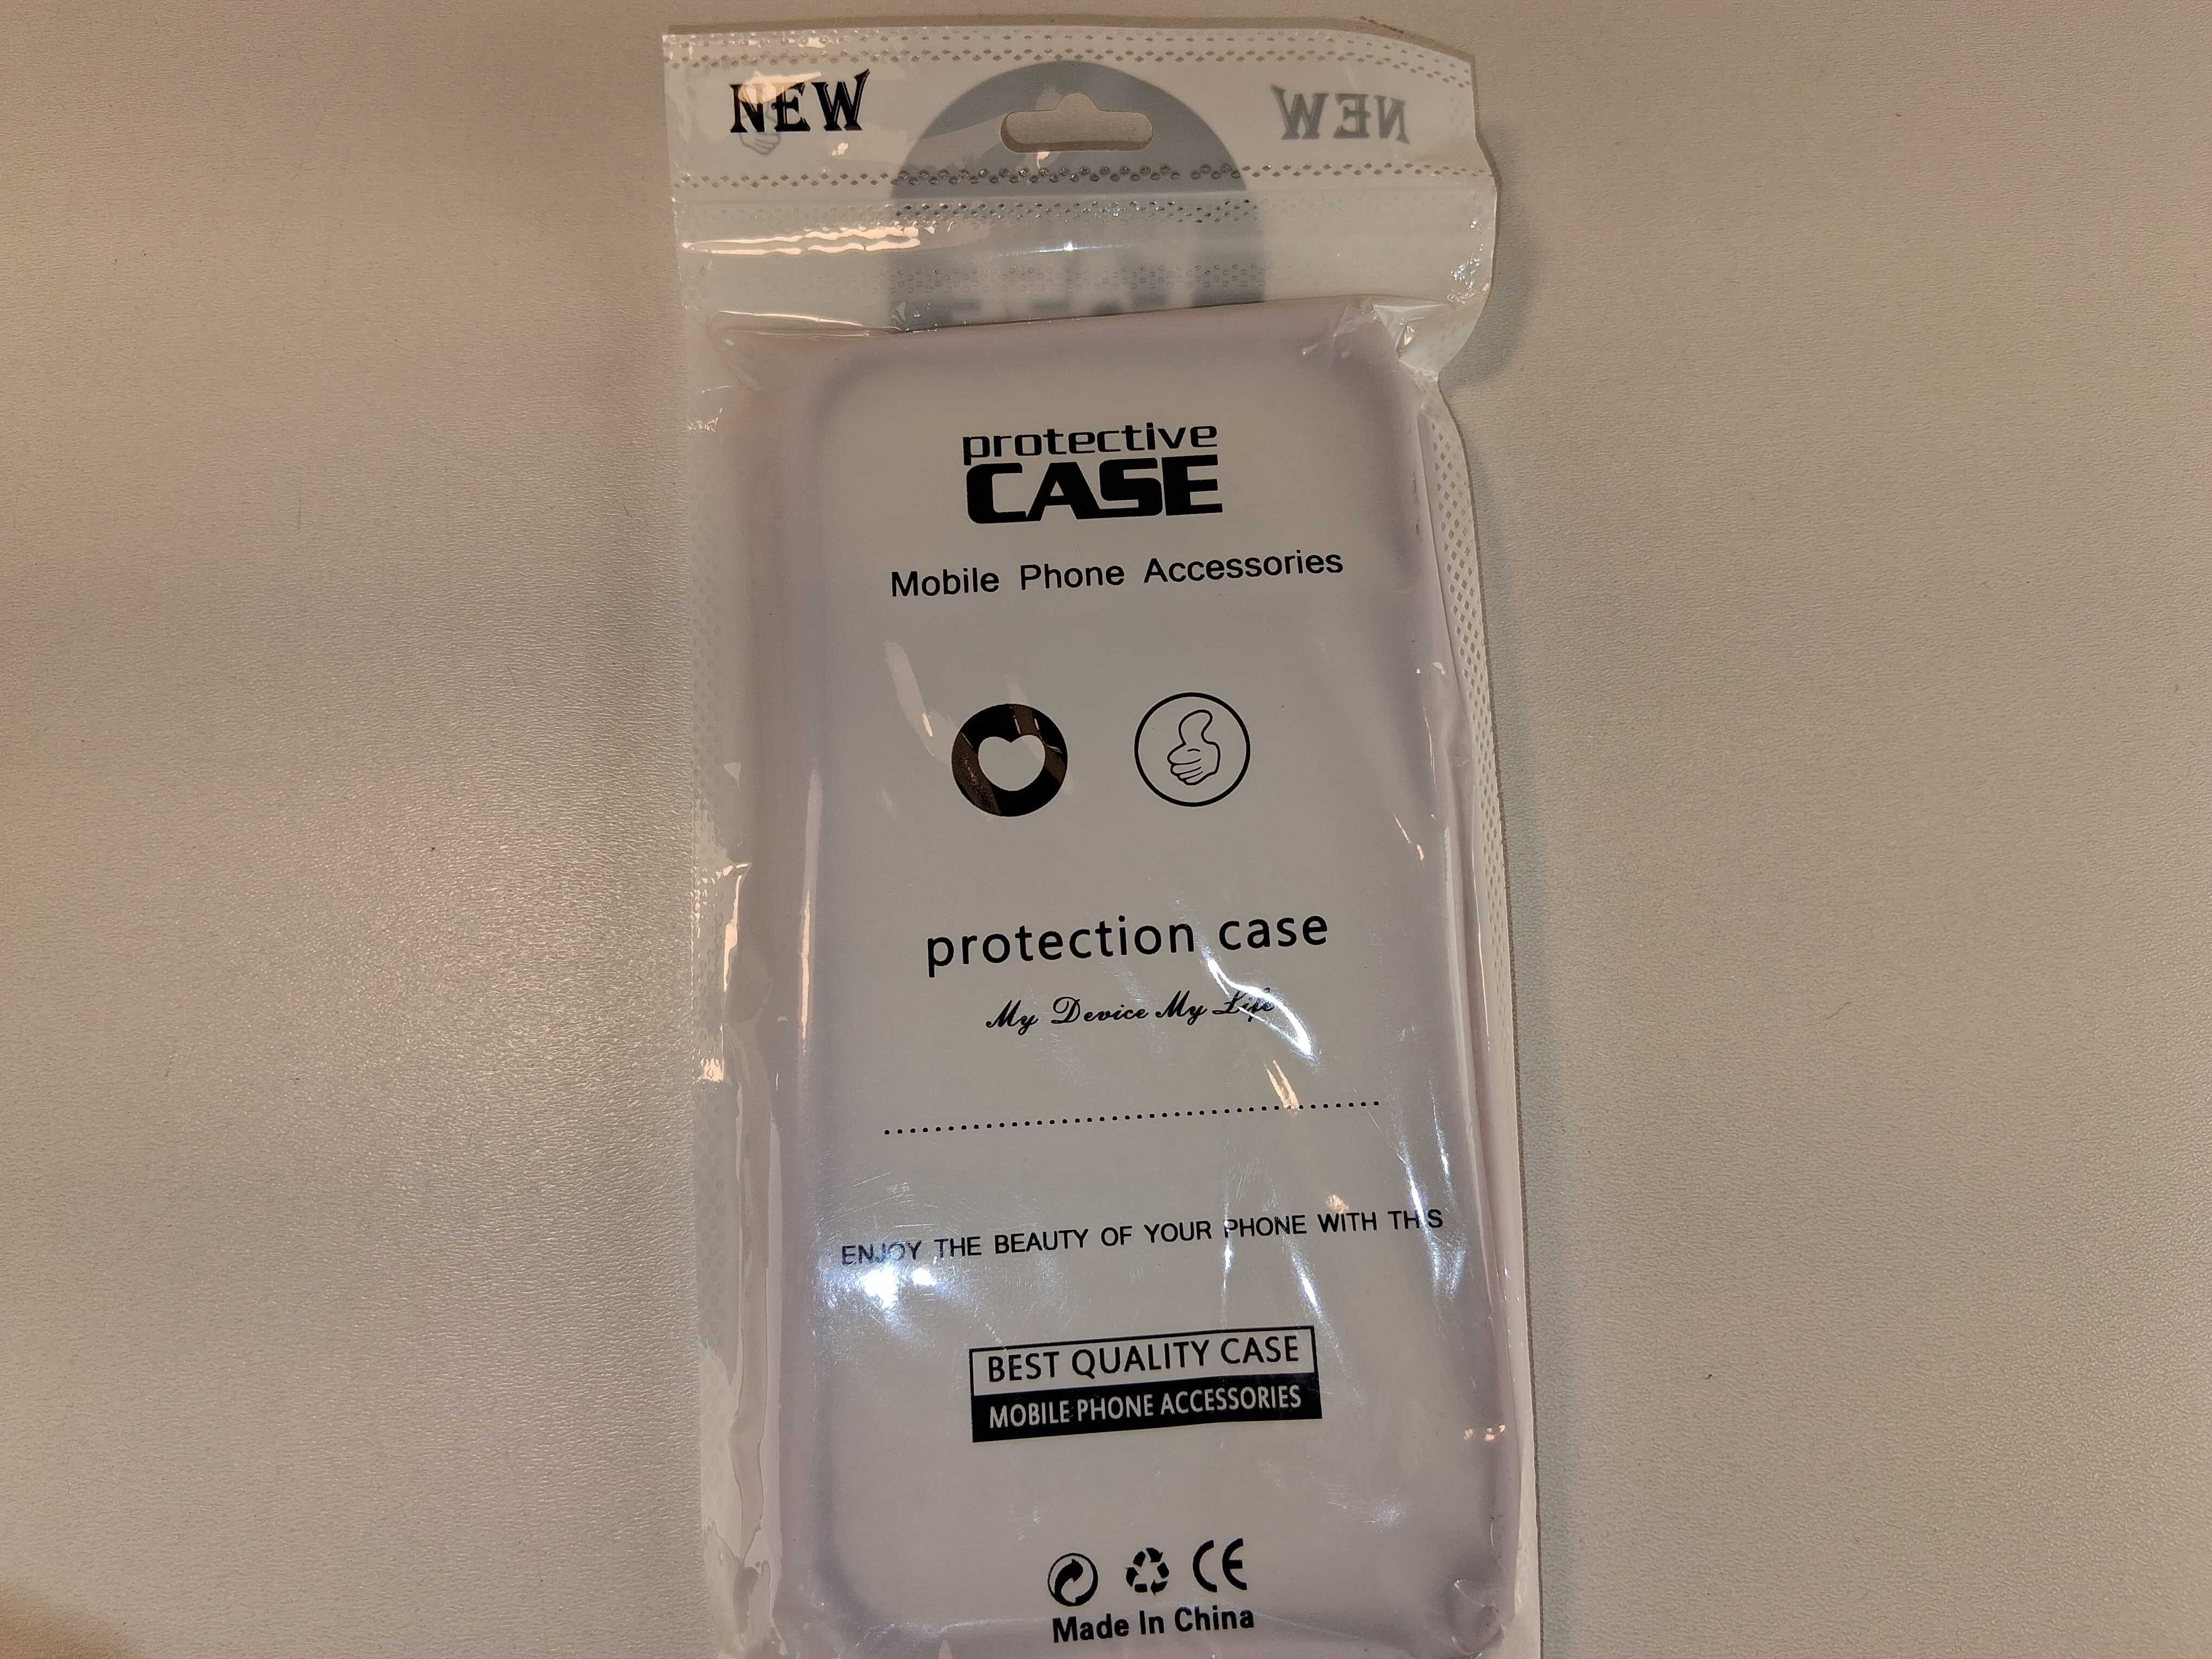 NEW NEW
protective
CASE
Mobile Phone Accessories
protection case
My Device My Life
ENJOY THE BEAUTY OF YOUR PHONE WITH THIS
BEST QUALITY CASE
MOBILE PHONE ACCESSORIES
CE
Made In China